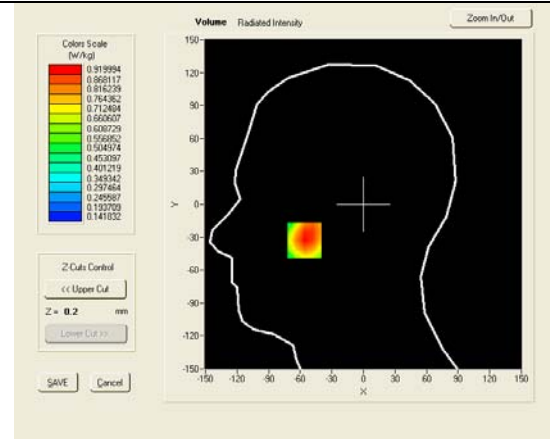 Volume Radiated Intensity
Zoom In/Out
Colors Scale
(W/kg)
0.919994
0.868117
0.816239
0.764362
0.712484
0.660607
0.608729
0.556852
0.504974
0.453097
0.401219
0.349342
0.297464
0.245587
0.193709
0.141832
150
120
90
60
30
0
-30
-60
-90
-120
-150
Y
-150 -120 -90 -60 -30 0 30 60 90 120 150
X
Z-Cuts Control
<< Upper Cut
Z = 0.2 mm
Lower Cut >>
SAVE Cancel